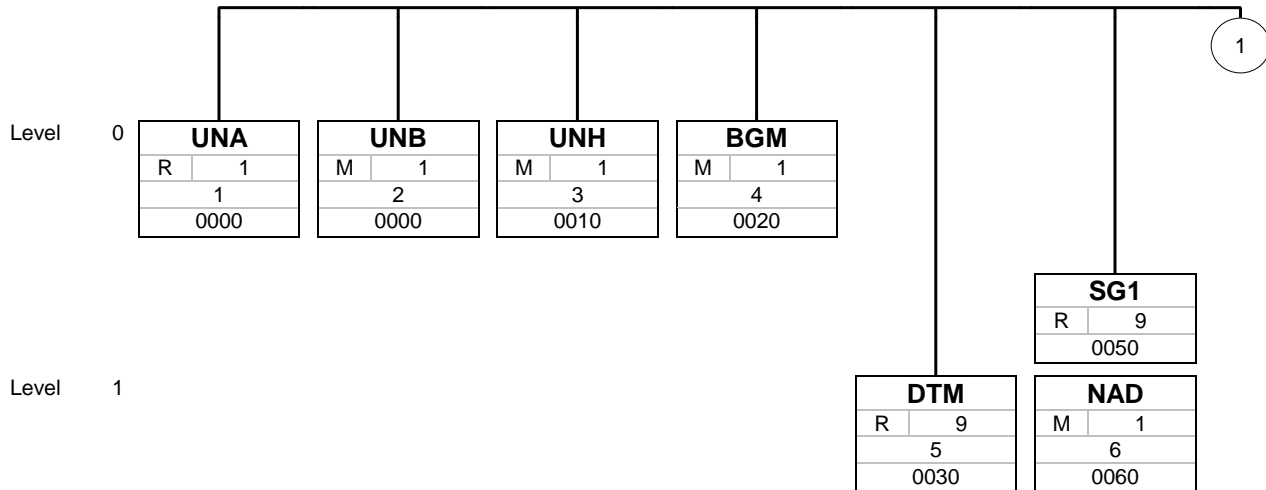 1
Level 0 UNA UNB UNH BGM
R 1 M 1 M 1 M 1
1 2 3 4
0000 0000 0010 0020
SG1
R 9
0050
Level 1 DTM NAD
R 9 M 1
5 6
0030 0060